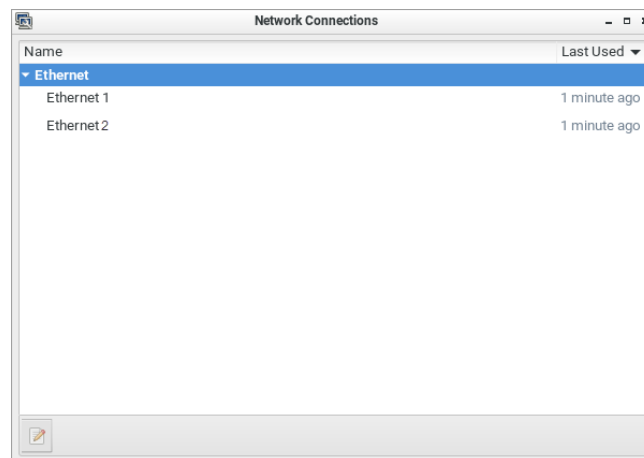 Network Connections
Name Last Used
Ethernet
Ethernet 1 1 minute ago
Ethernet 2 1 minute ago